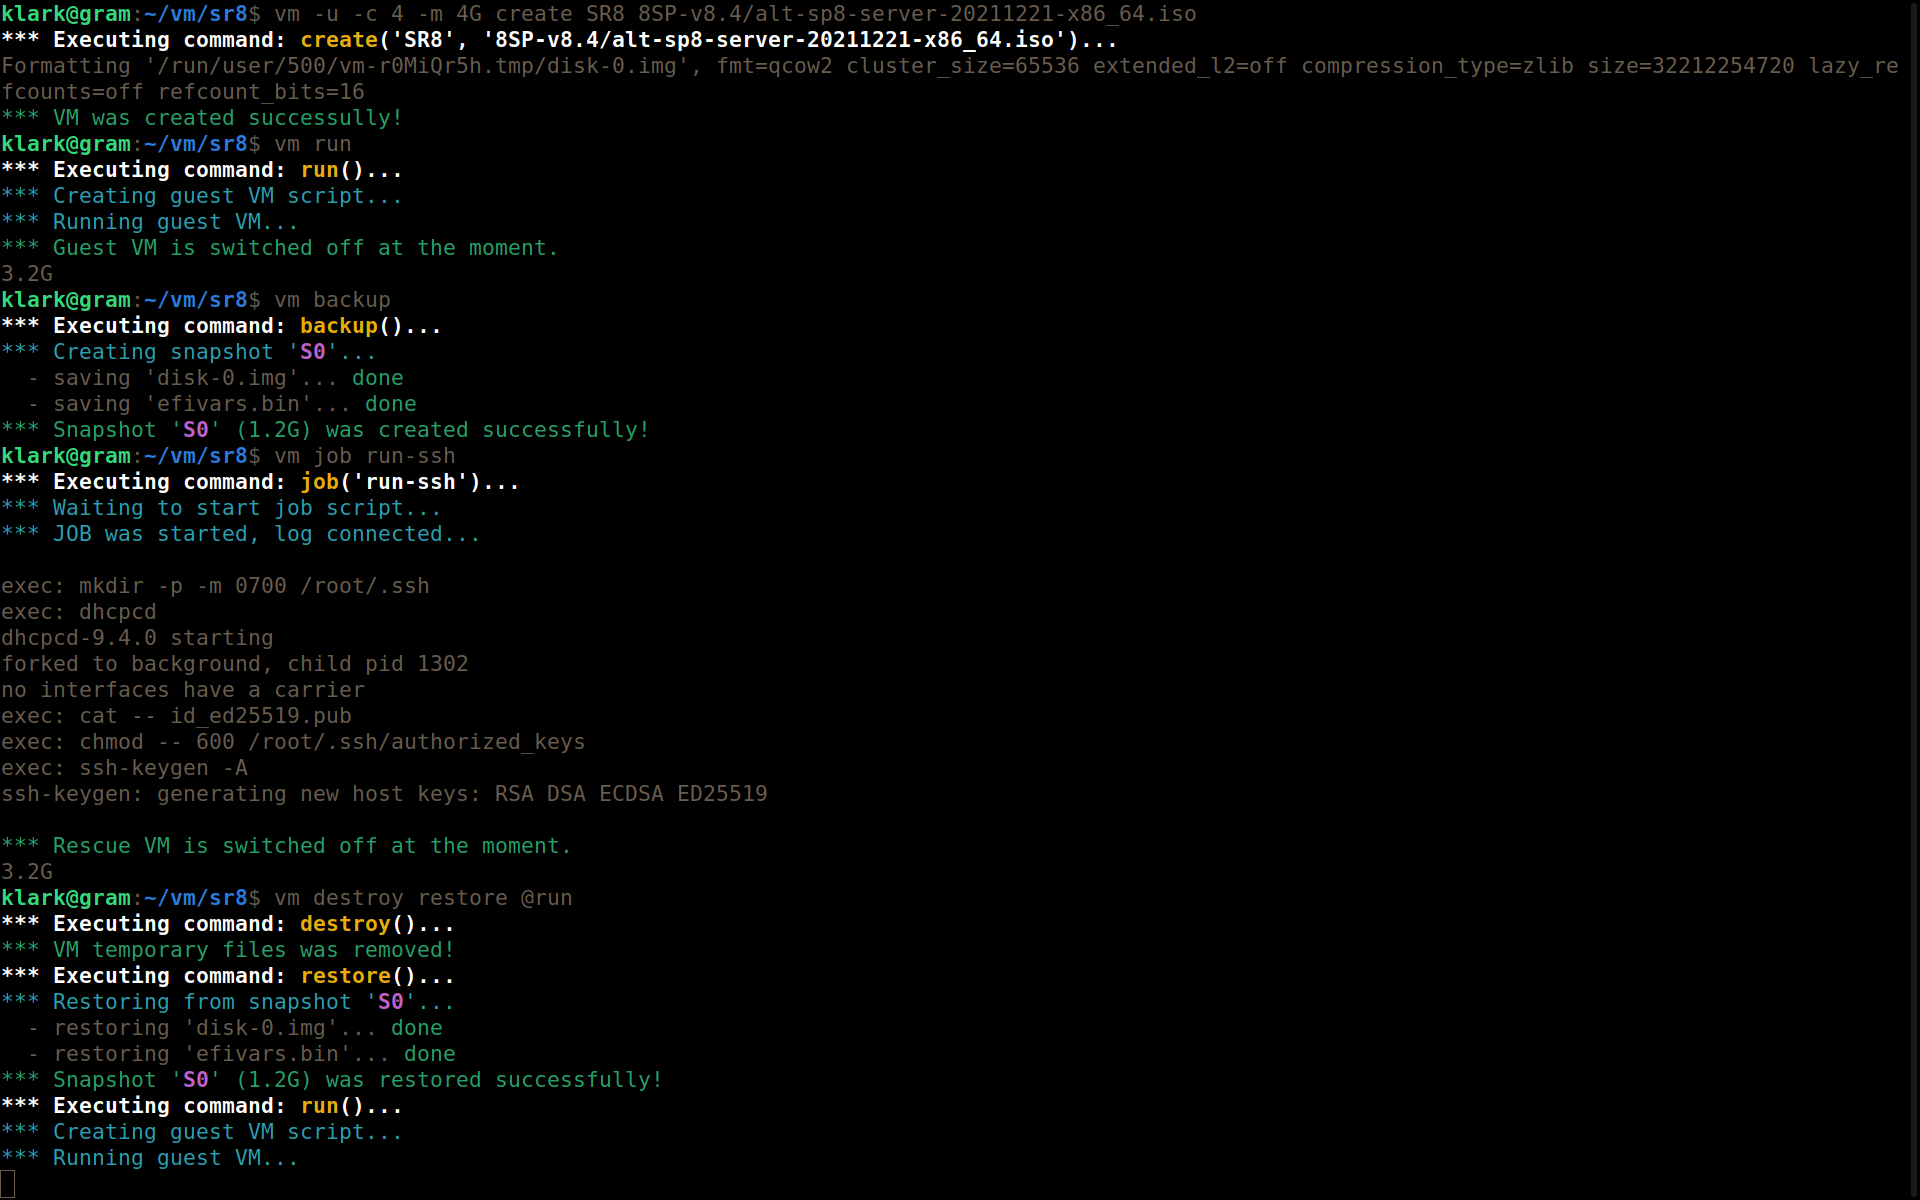 klark@gram:~/vm/sr8$ vm -u -c 4 -m 4G create SR8 8SP-v8.4/alt-sp8-server-20211221-x86_64.iso
*** Executing command: create('SR8', '8SP-v8.4/alt-sp8-server-20211221-x86_64.iso')...
Formatting '/run/user/500/vm-r0MiQr5h.tmp/disk-0.img', fmt=qcow2 cluster_size=65536 extended_l2=off compression_type=zlib size=32212254720 lazy_re
fcounts=off refcount_bits=16
*** VM was created successully!
klark@gram:~/vm/sr8$ vm run
*** Executing command: run()...
*** Creating guest VM script...
*** Running guest VM...
*** Guest VM is switched off at the moment.
3.2G
klark@gram:~/vm/sr8$ vm backup
*** Executing command: backup()...
*** Creating snapshot 'S0'...
  - saving 'disk-0.img'... done
  - saving 'efivars.bin'... done
*** Snapshot 'S0' (1.2G) was created successfully!
klark@gram:~/vm/sr8$ vm job run-ssh
*** Executing command: job('run-ssh')...
*** Waiting to start job script...
*** JOB was started, log connected...

exec: mkdir -p -m 0700 /root/.ssh
exec: dhcpcd
dhcpcd-9.4.0 starting
forked to background, child pid 1302
no interfaces have a carrier
exec: cat -- id_ed25519.pub
exec: chmod -- 600 /root/.ssh/authorized_keys
exec: ssh-keygen -A
ssh-keygen: generating new host keys: RSA DSA ECDSA ED25519

*** Rescue VM is switched off at the moment.
3.2G
klark@gram:~/vm/sr8$ vm destroy restore @run
*** Executing command: destroy()...
*** VM temporary files was removed!
*** Executing command: restore()...
*** Restoring from snapshot 'S0'...
  - restoring 'disk-0.img'... done
  - restoring 'efivars.bin'... done
*** Snapshot 'S0' (1.2G) was restored successfully!
*** Executing command: run()...
*** Creating guest VM script...
*** Running guest VM...